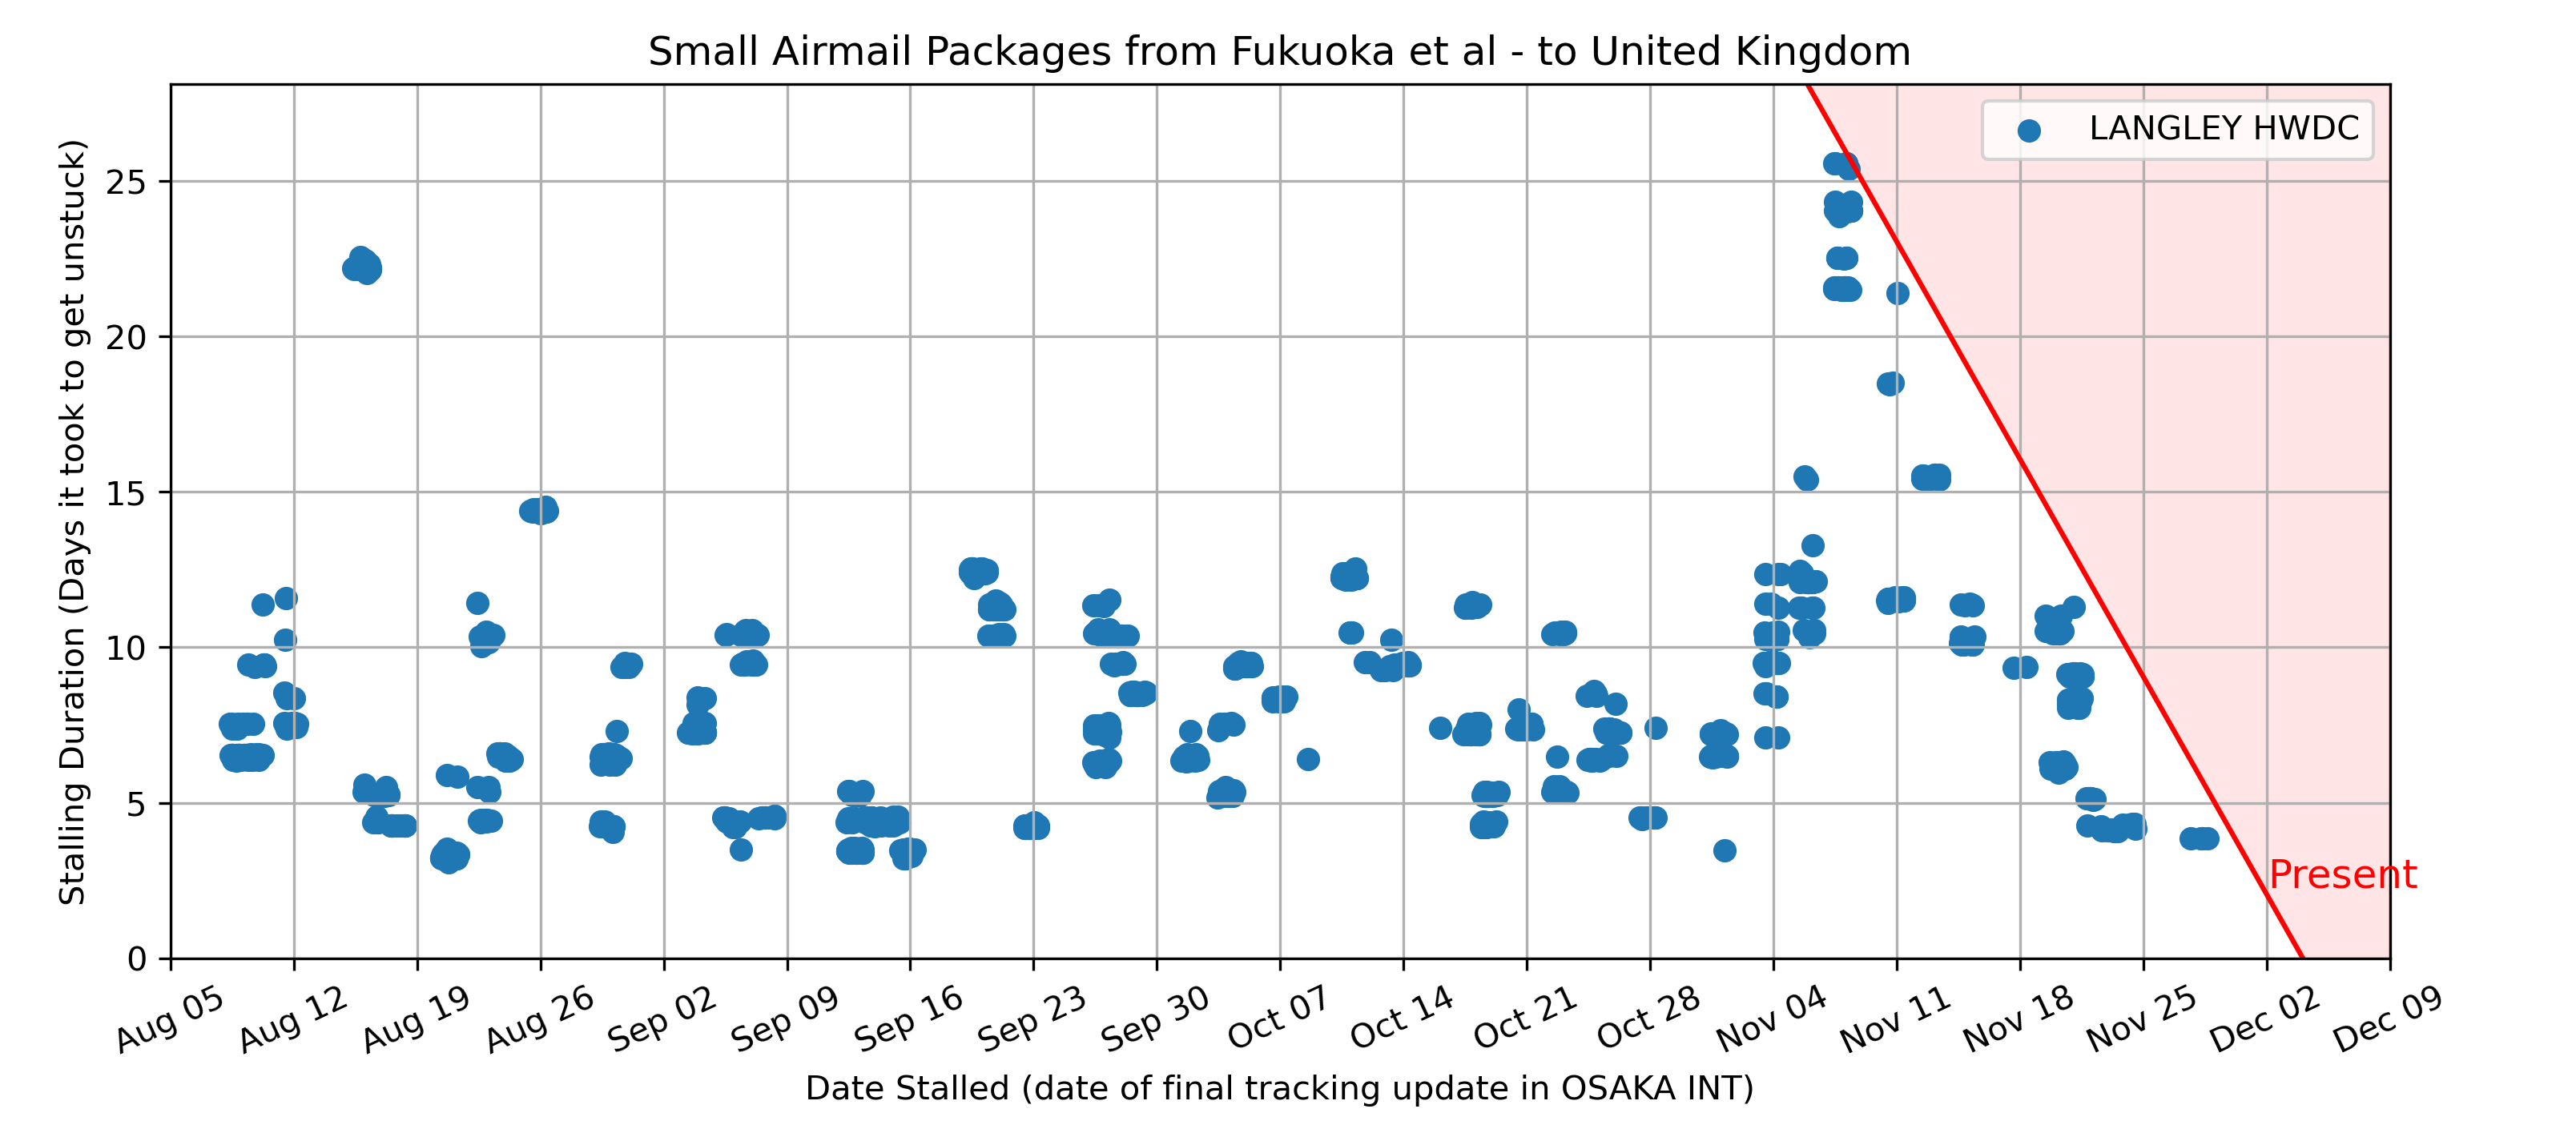 Small Airmail Packages from Fukuoka et al - to United Kingdom
LANGLEY HWDC
Stalling Duration (Days it took to get unstuck)
25
20
15
10
5
0
Present
Aug 05
Aug 12
Aug 19
Aug 26
Sep 02
Sep 09
Sep 16
Sep 23
Sep 30
Oct 07
Oct 14
Oct 21
Oct 28
Nov 04
Nov 11
Nov 18
Nov 25
Dec 02
Dec 09
Date Stalled (date of final tracking update in OSAKA INT)